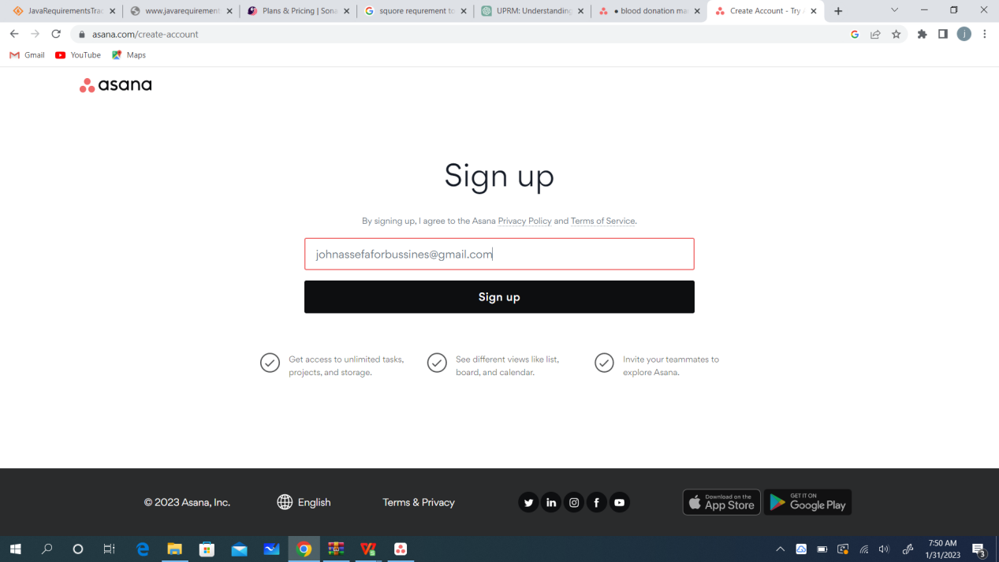 JavaRequirementsTrac
www.javarequirement
Plans & Pricing | Sona
squore requrement to
UPRM: Understanding
• blood donation ma
Create Account - Try
asana.com/create-account
j
Gmail
YouTube
Maps
asana
Sign up
By signing up, I agree to the Asana Privacy Policy and Terms of Service.
johnassefaforbussines@gmail.com
Sign up
Get access to unlimited tasks,
projects, and storage.
See different views like list,
board, and calendar.
Invite your teammates to
explore Asana.
© 2023 Asana, Inc.
English
Terms & Privacy
Download on the
App Store
GET IT ON
Google Play
7:50 AM
1/31/2023
3